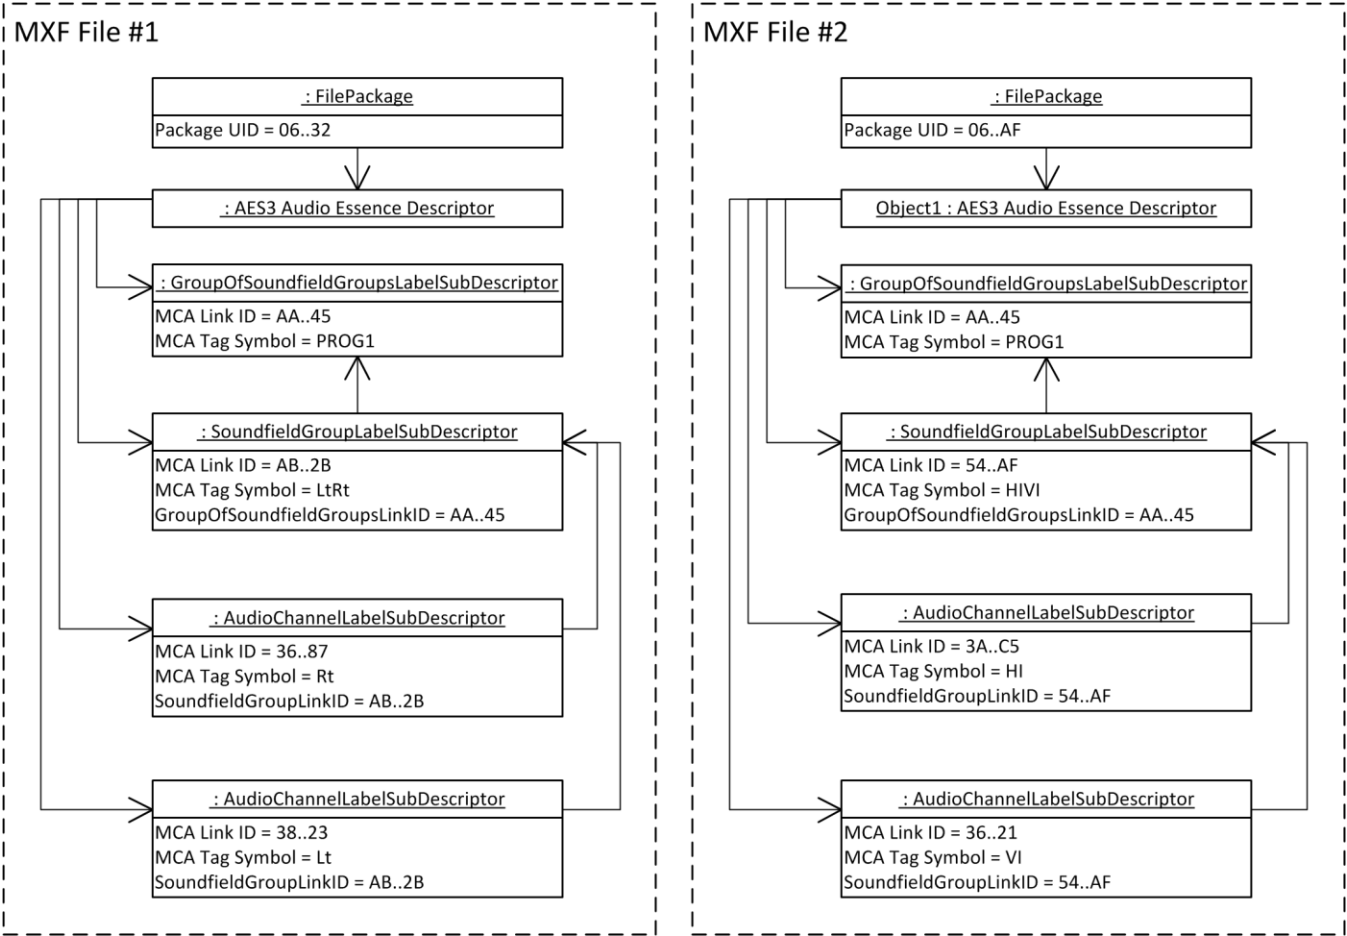 MXF File #1
: FilePackage
Package UID = 06..32
: AES3 Audio Essence Descriptor
: GroupOfSoundfieldGroupsLabelSubDescriptor
MCA Link ID = AA..45
MCA Tag Symbol = PROG1
: SoundfieldGroupLabelSubDescriptor
MCA Link ID = AB..2B
MCA Tag Symbol = LtRt
GroupOfSoundfieldGroupsLinkID = AA..45
: AudioChannelLabelSubDescriptor
MCA Link ID = 36..87
MCA Tag Symbol = Rt
SoundfieldGroupLinkID = AB..2B
: AudioChannelLabelSubDescriptor
MCA Link ID = 38..23
MCA Tag Symbol = Lt
SoundfieldGroupLinkID = AB..2B
MXF File #2
: FilePackage
Package UID = 06..AF
Object1 : AES3 Audio Essence Descriptor
: GroupOfSoundfieldGroupsLabelSubDescriptor
MCA Link ID = AA..45
MCA Tag Symbol = PROG1
: SoundfieldGroupLabelSubDescriptor
MCA Link ID = 54..AF
MCA Tag Symbol = HIVI
GroupOfSoundfieldGroupsLinkID = AA..45
: AudioChannelLabelSubDescriptor
MCA Link ID = 3A..C5
MCA Tag Symbol = HI
SoundfieldGroupLinkID = 54..AF
: AudioChannelLabelSubDescriptor
MCA Link ID = 36..21
MCA Tag Symbol = VI
SoundfieldGroupLinkID = 54..AF